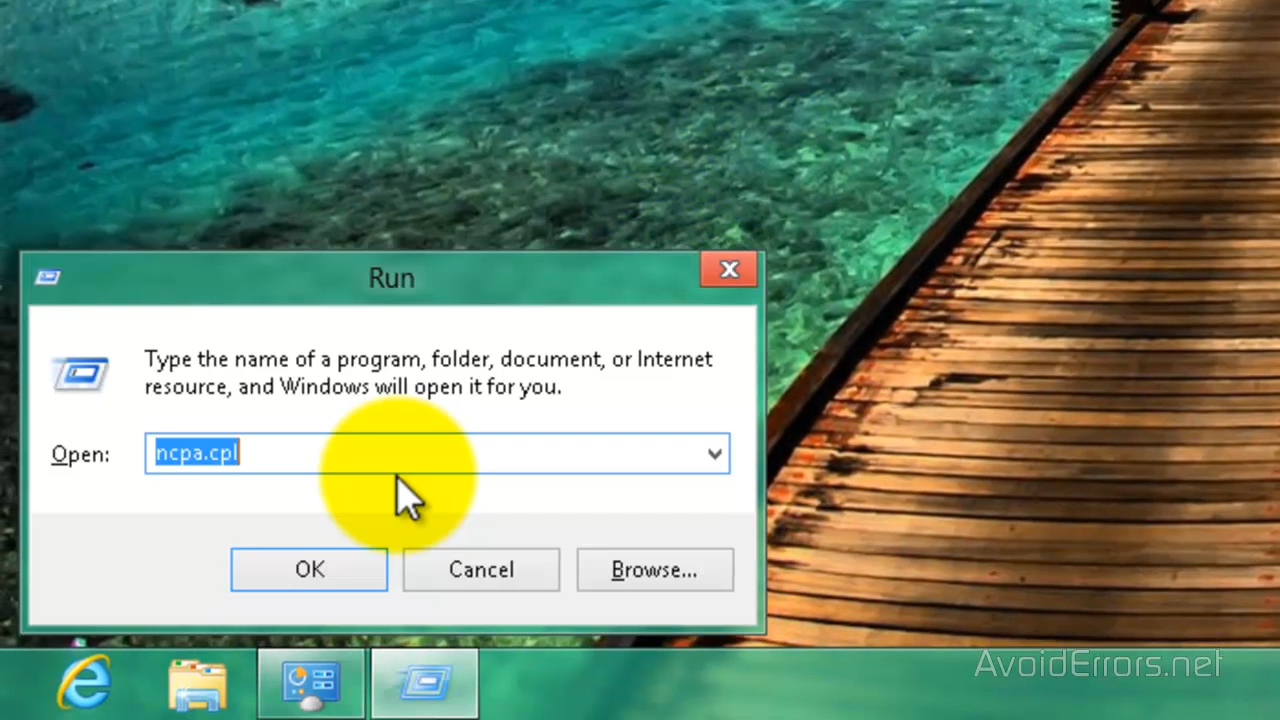 Run
Type the name of a program, folder, document, or Internet
resource, and Windows will open it for you.
Open: ncpa.cpl
OK Cancel Browse...
AvoidErrors.net